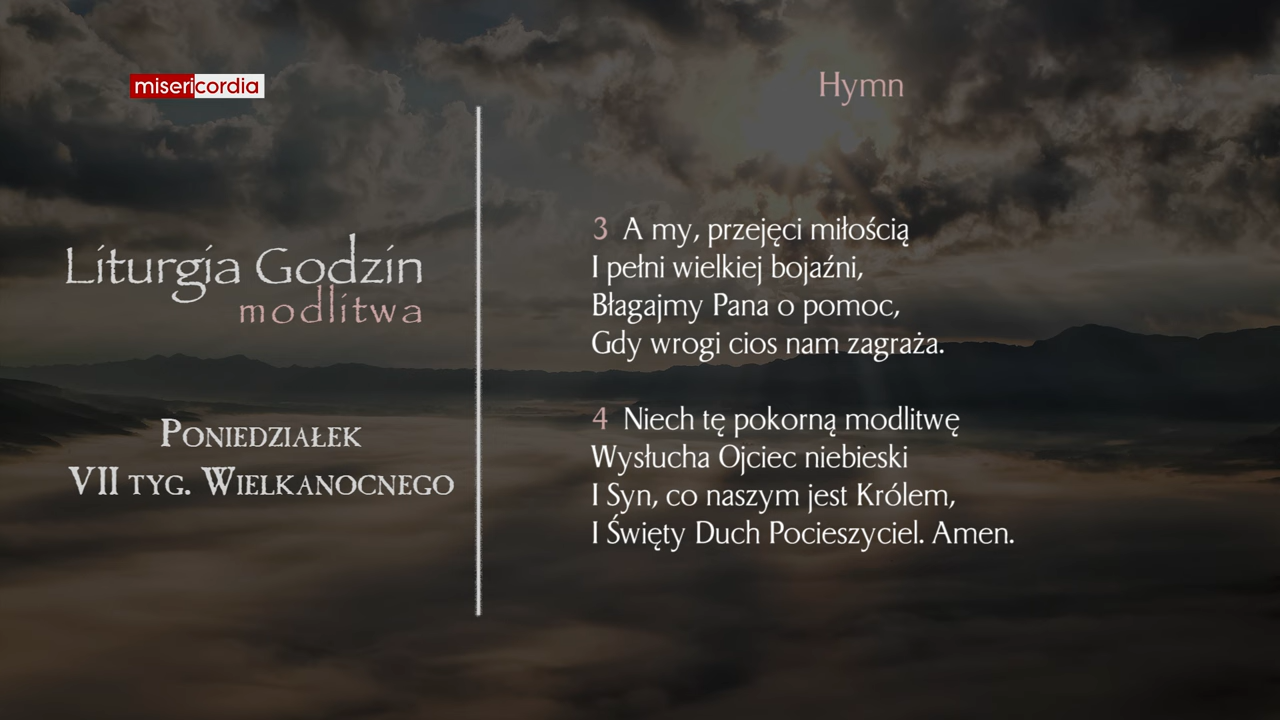 misericordia
Liturgia Godzin
modlitwa
Poniedziałek
VII tyg. Wielkanocnego
Hymn
3 A my, przejęci miłością
I pełni wielkiej bojaźni,
Błagajmy Pana o pomoc,
Gdy wrogi cios nam zagraża.
4 Niech tę pokorną modlitwę
Wysłucha Ojciec niebieski
I Syn, co naszym jest Królem,
I Święty Duch Pocieszyciel. Amen.